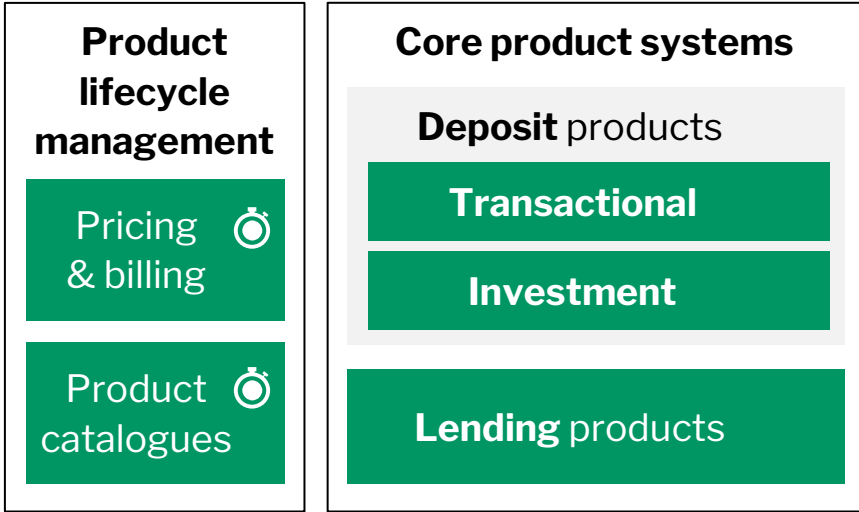 Product
lifecycle
management
Pricing
& billing
Product
catalogues
Core product systems
Deposit products
Transactional
Investment
Lending products